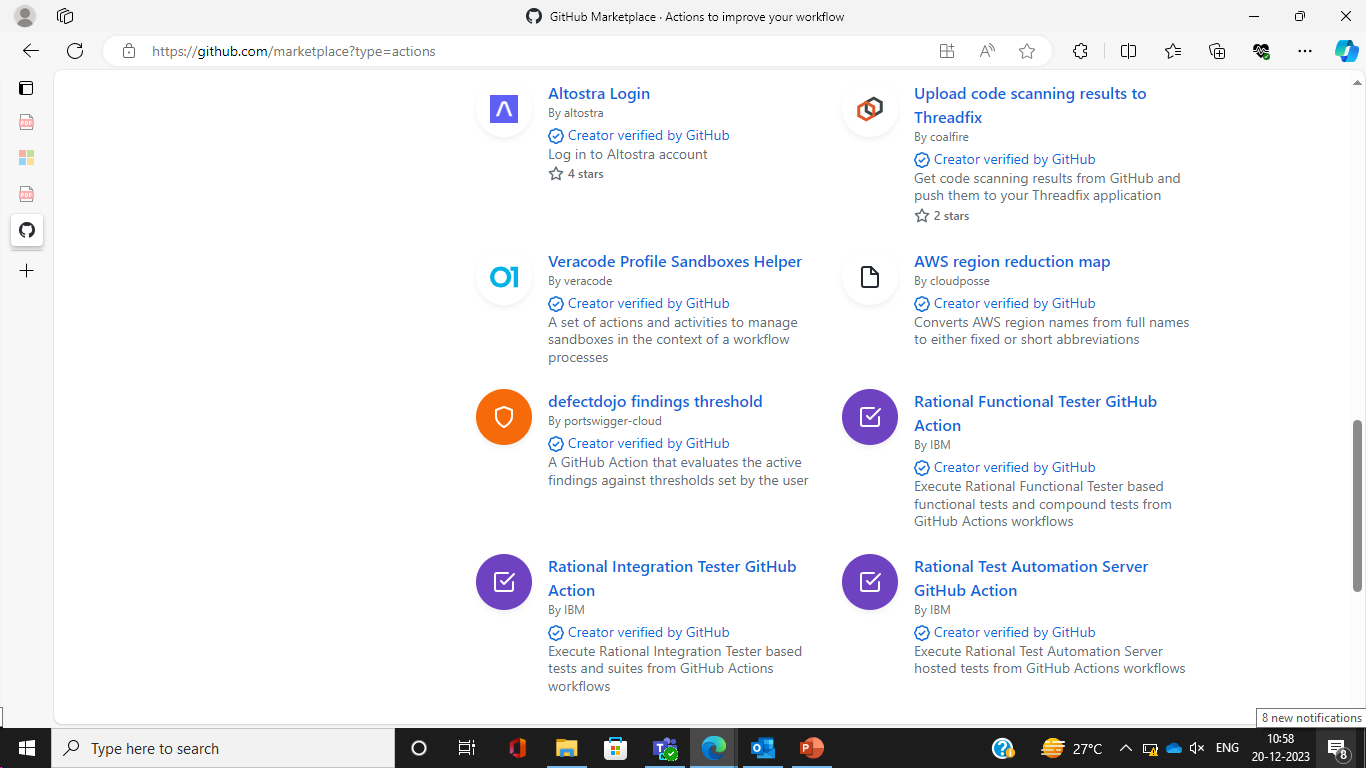 GitHub Marketplace · Actions to improve your workflow
https://github.com/marketplace?type=actions
Altostra Login
By altostra
Creator verified by GitHub
Log in to Altostra account
4 stars
Upload code scanning results to
Threadfix
By coalfire
Creator verified by GitHub
Get code scanning results from GitHub and
push them to your Threadfix application
2 stars
Veracode Profile Sandboxes Helper
By veracode
Creator verified by GitHub
A set of actions and activities to manage
sandboxes in the context of a workflow
processes
AWS region reduction map
By cloudposse
Creator verified by GitHub
Converts AWS region names from full names
to either fixed or short abbreviations
defectdojo findings threshold
By portswigger-cloud
Creator verified by GitHub
A GitHub Action that evaluates the active
findings against thresholds set by the user
Rational Functional Tester GitHub
Action
By IBM
Creator verified by GitHub
Execute Rational Functional Tester based
functional tests and compound tests from
GitHub Actions workflows
Rational Integration Tester GitHub
Action
By IBM
Creator verified by GitHub
Execute Rational Integration Tester based
tests and suites from GitHub Actions
workflows
Rational Test Automation Server
GitHub Action
By IBM
Creator verified by GitHub
Execute Rational Test Automation Server
hosted tests from GitHub Actions workflows
8 new notifications
Type here to search
27°C
ENG
10:58
20-12-2023
8